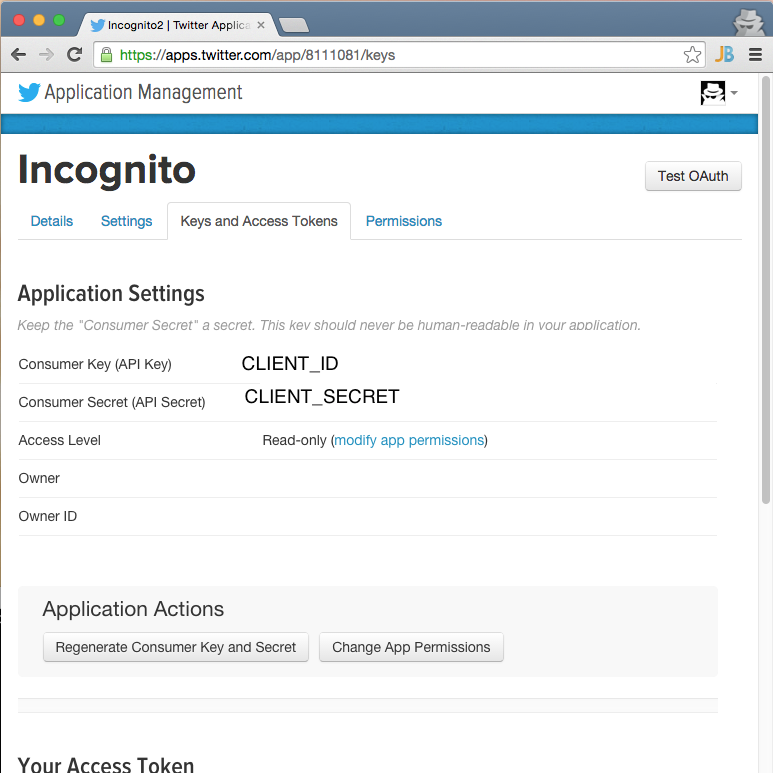 Incognito2 | Twitter Applica
https://apps.twitter.com/app/8111081/keys
JB
Application Management
Incognito
Test OAuth
Details Settings Keys and Access Tokens Permissions
Application Settings
Keep the "Consumer Secret" a secret. This key should never be human-readable in your application.
Consumer Key (API Key) CLIENT_ID
Consumer Secret (API Secret) CLIENT_SECRET
Access Level Read-only (modify app permissions)
Owner
Owner ID
Application Actions
Regenerate Consumer Key and Secret Change App Permissions
Your Access Token